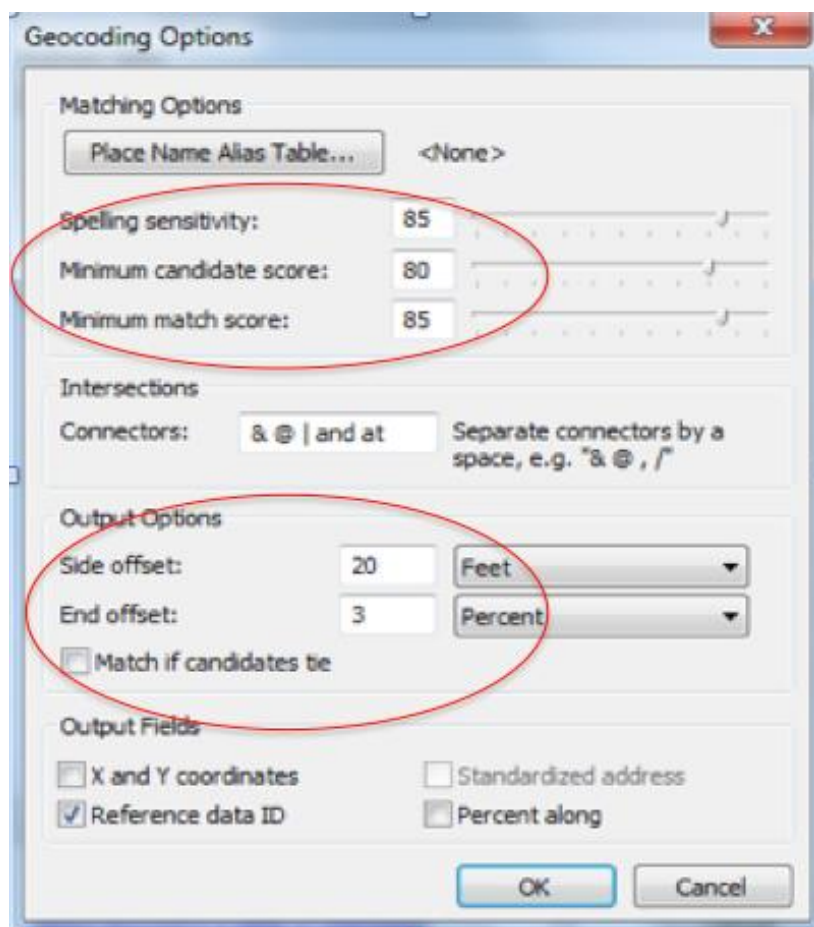 Geocoding Options
Matching Options
Place Name Alias Table... <None>
Spelling sensitivity: 85
Minimum candidate score: 80
Minimum match score: 85
Intersections
Connectors: & @ | and at Separate connectors by a
space, e.g. "& @ , /"
Output Options
Side offset: 20 Feet
End offset: 3 Percent
Match if candidates tie
Output Fields
X and Y coordinates Standardized address
Reference data ID Percent along
OK Cancel